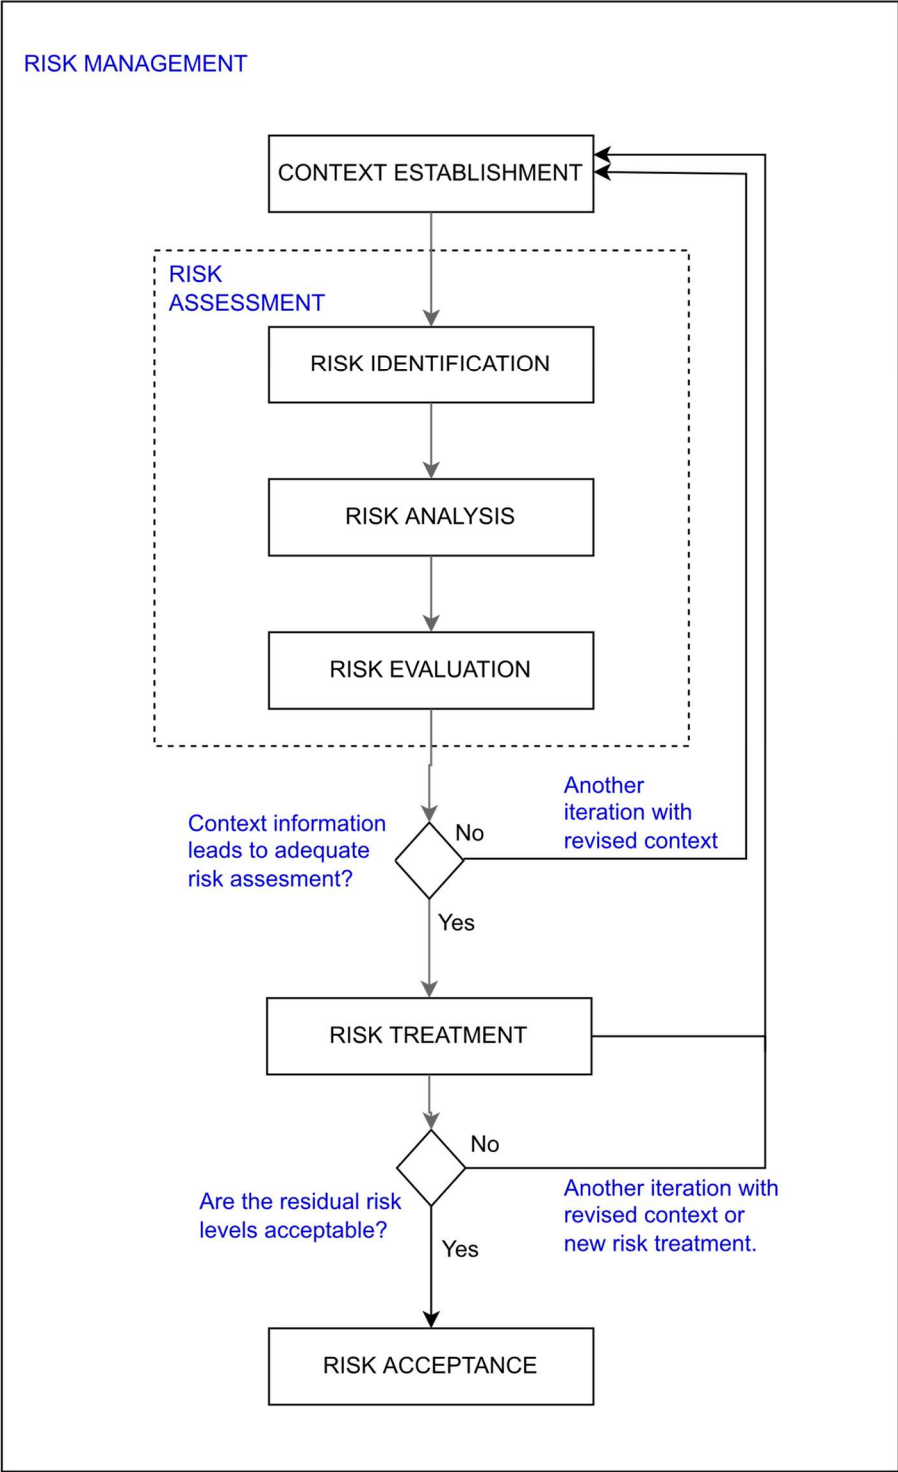 RISK MANAGEMENT
CONTEXT ESTABLISHMENT
RISK
ASSESSMENT
RISK IDENTIFICATION
RISK ANALYSIS
RISK EVALUATION
Another
iteration with
revised context
Context information
leads to adequate
risk assesment?
No
Yes
RISK TREATMENT
No
Are the residual risk
levels acceptable?
Another iteration with
revised context or
new risk treatment.
Yes
RISK ACCEPTANCE